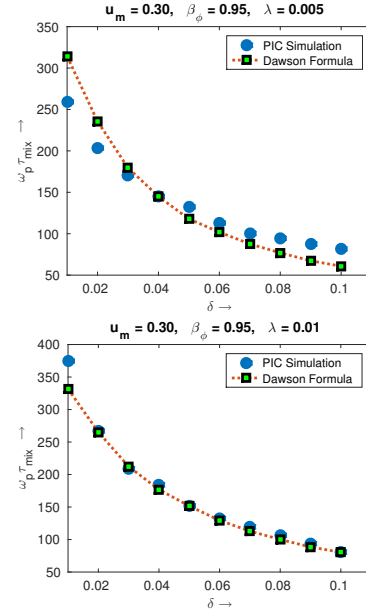 u_m = 0.30, β_ϕ = 0.95, λ = 0.005
350
300
250
200
150
100
50
ω_p τ_mix →
PIC Simulation
Dawson Formula
0.02 0.04 0.06 0.08 0.1
δ →
u_m = 0.30, β_ϕ = 0.95, λ = 0.01
400
350
300
250
200
150
100
50
ω_p τ_mix →
PIC Simulation
Dawson Formula
0.02 0.04 0.06 0.08 0.1
δ →